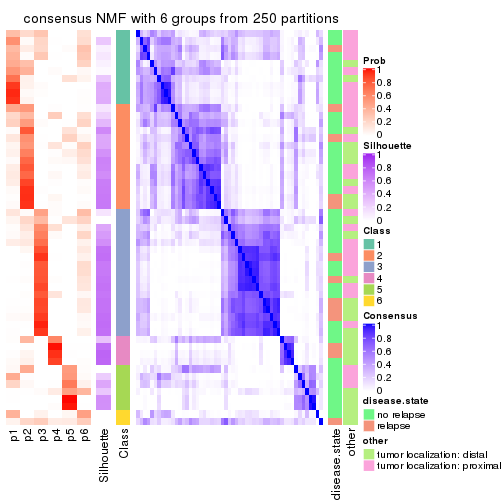 consensus NMF with 6 groups from 250 partitions
Prob
1
0.8
0.6
0.4
0.2
0
Silhouette
1
0.8
0.6
0.4
0.2
0
Class
1
2
3
4
5
6
Consensus
1
0.8
0.6
0.4
0.2
0
disease.state
no relapse
relapse
other
tumor localization: distal
tumor localization: proximal
p1
p2
p3
p4
p5
p6
Silhouette
Class
disease.state
other